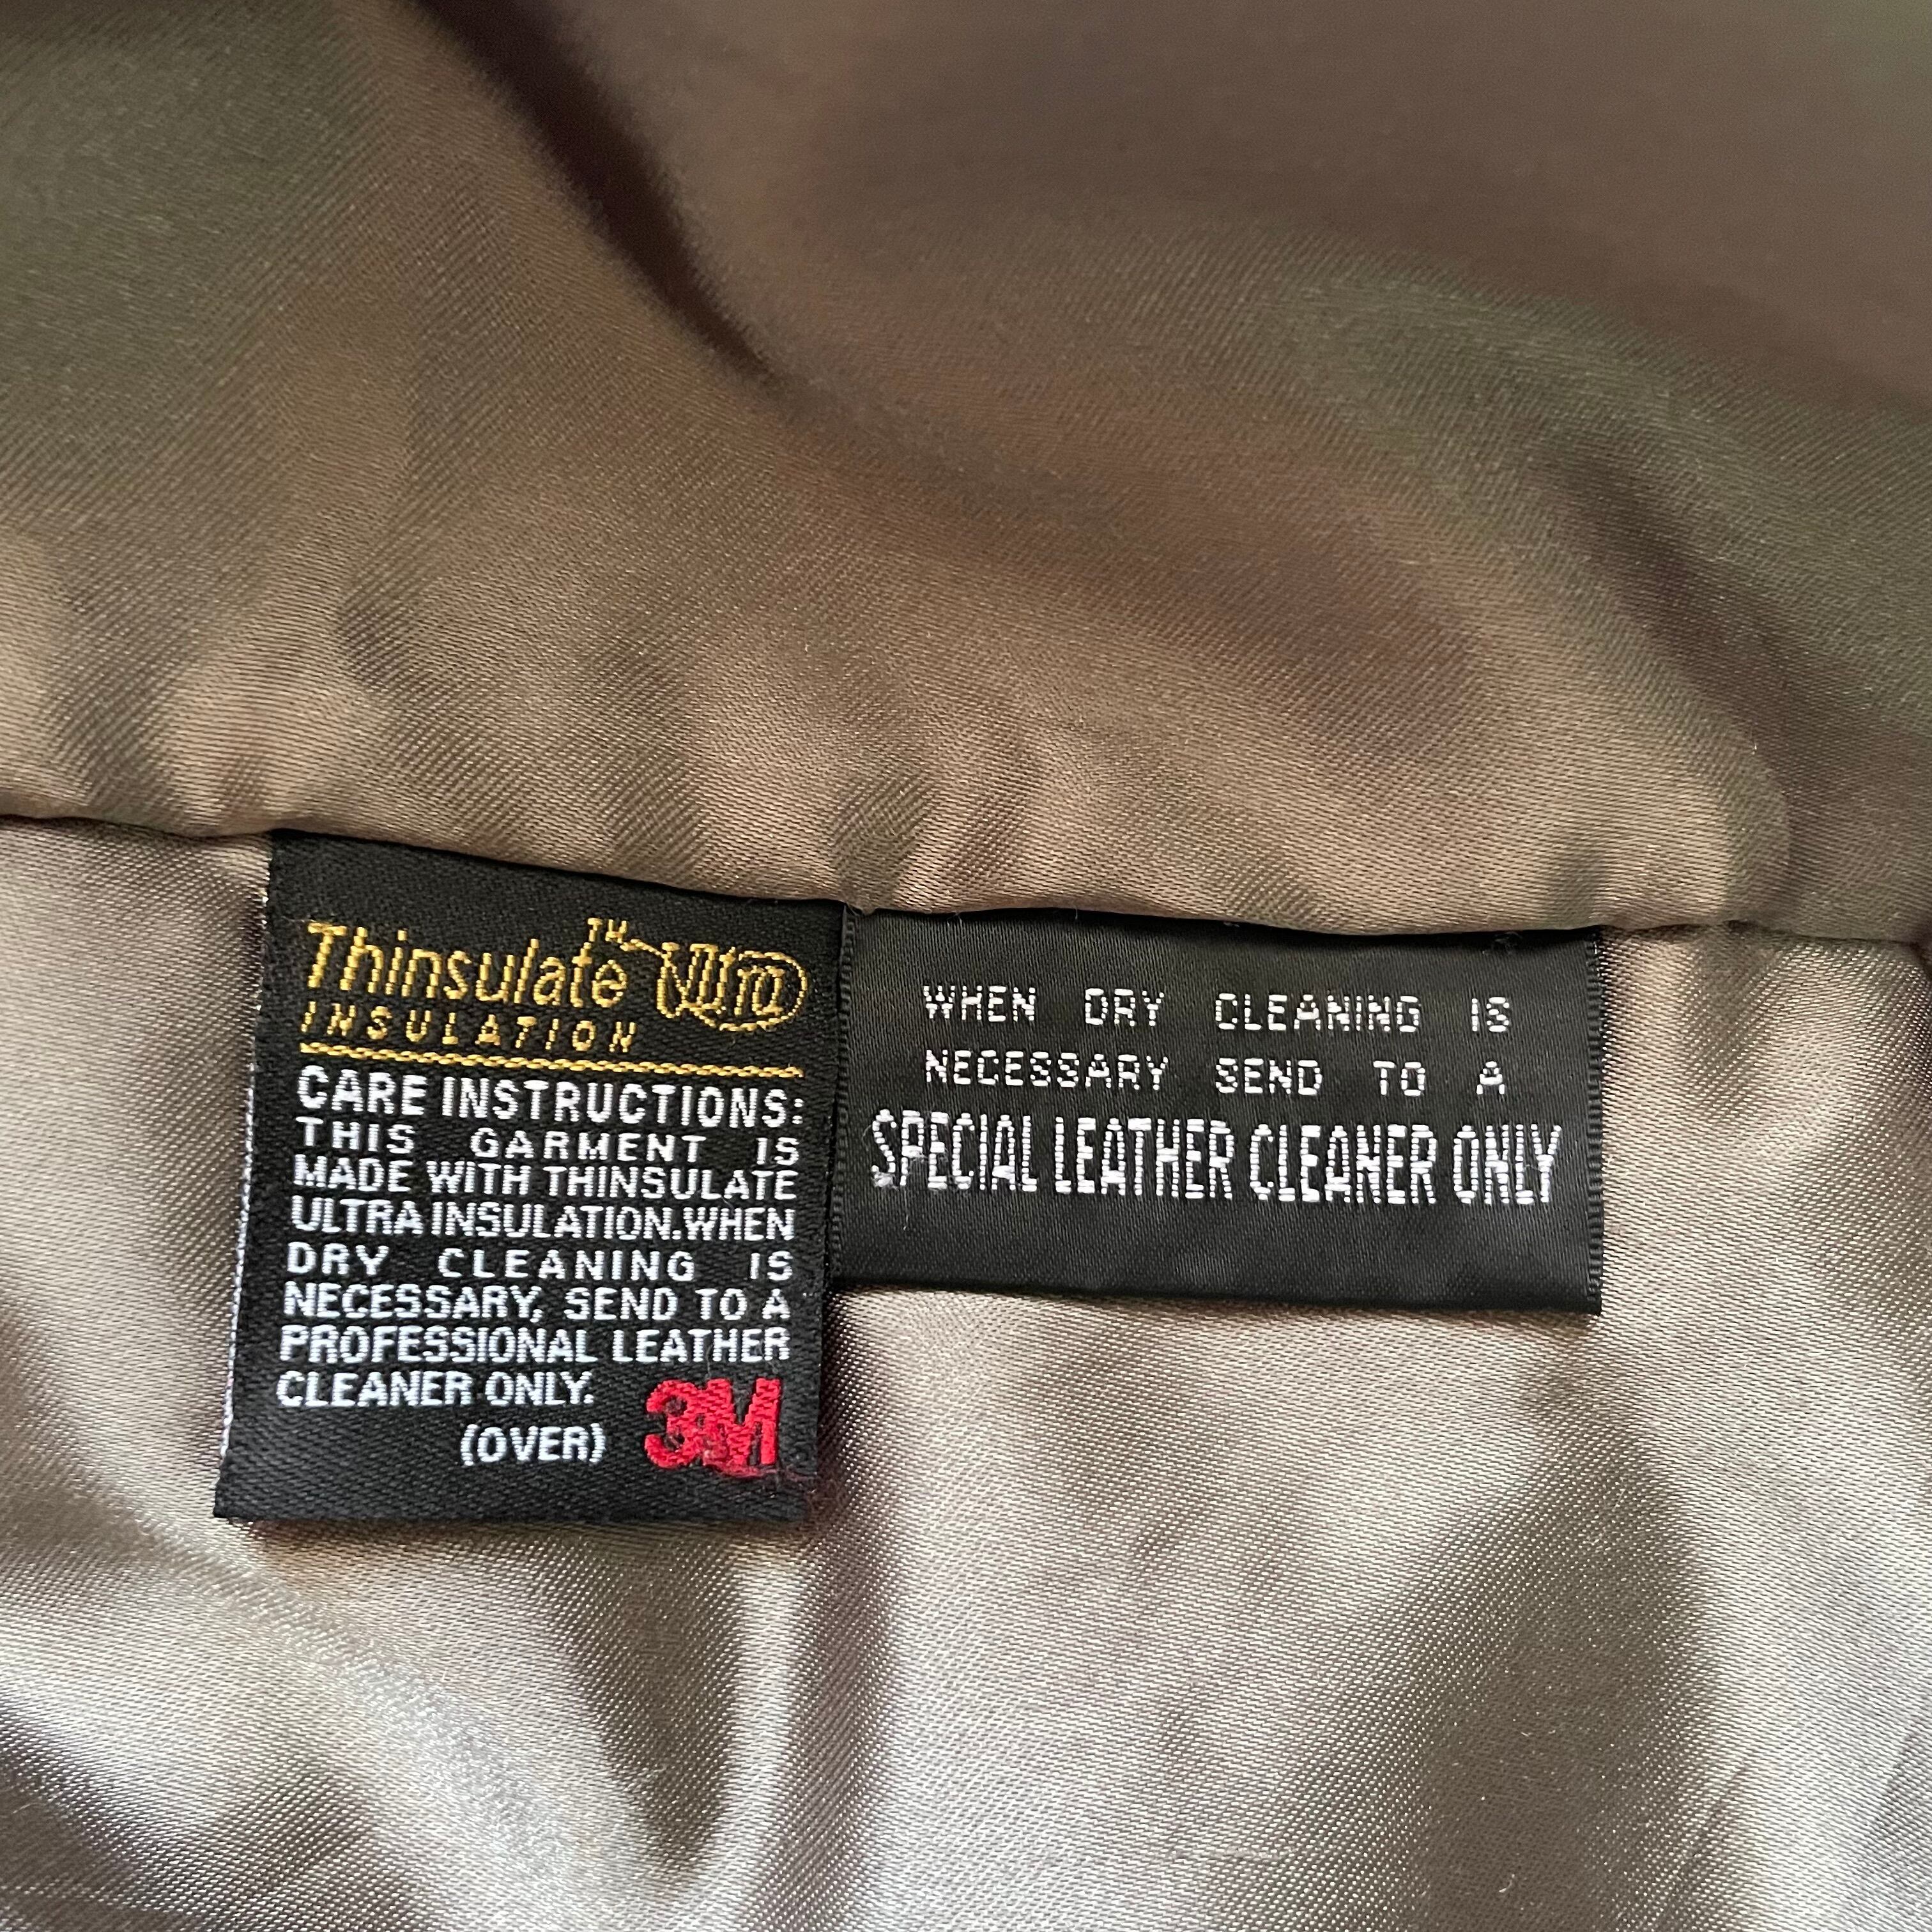 Thinsulate™ Ultra
INSULATION
CARE INSTRUCTIONS:
THIS GARMENT IS
MADE WITH THINSULATE
ULTRA INSULATION.WHEN
DRY CLEANING IS
NECESSARY, SEND TO A
PROFESSIONAL LEATHER
CLEANER ONLY.
(OVER) 3M
WHEN DRY CLEANING IS
NECESSARY SEND TO A
SPECIAL LEATHER CLEANER ONLY